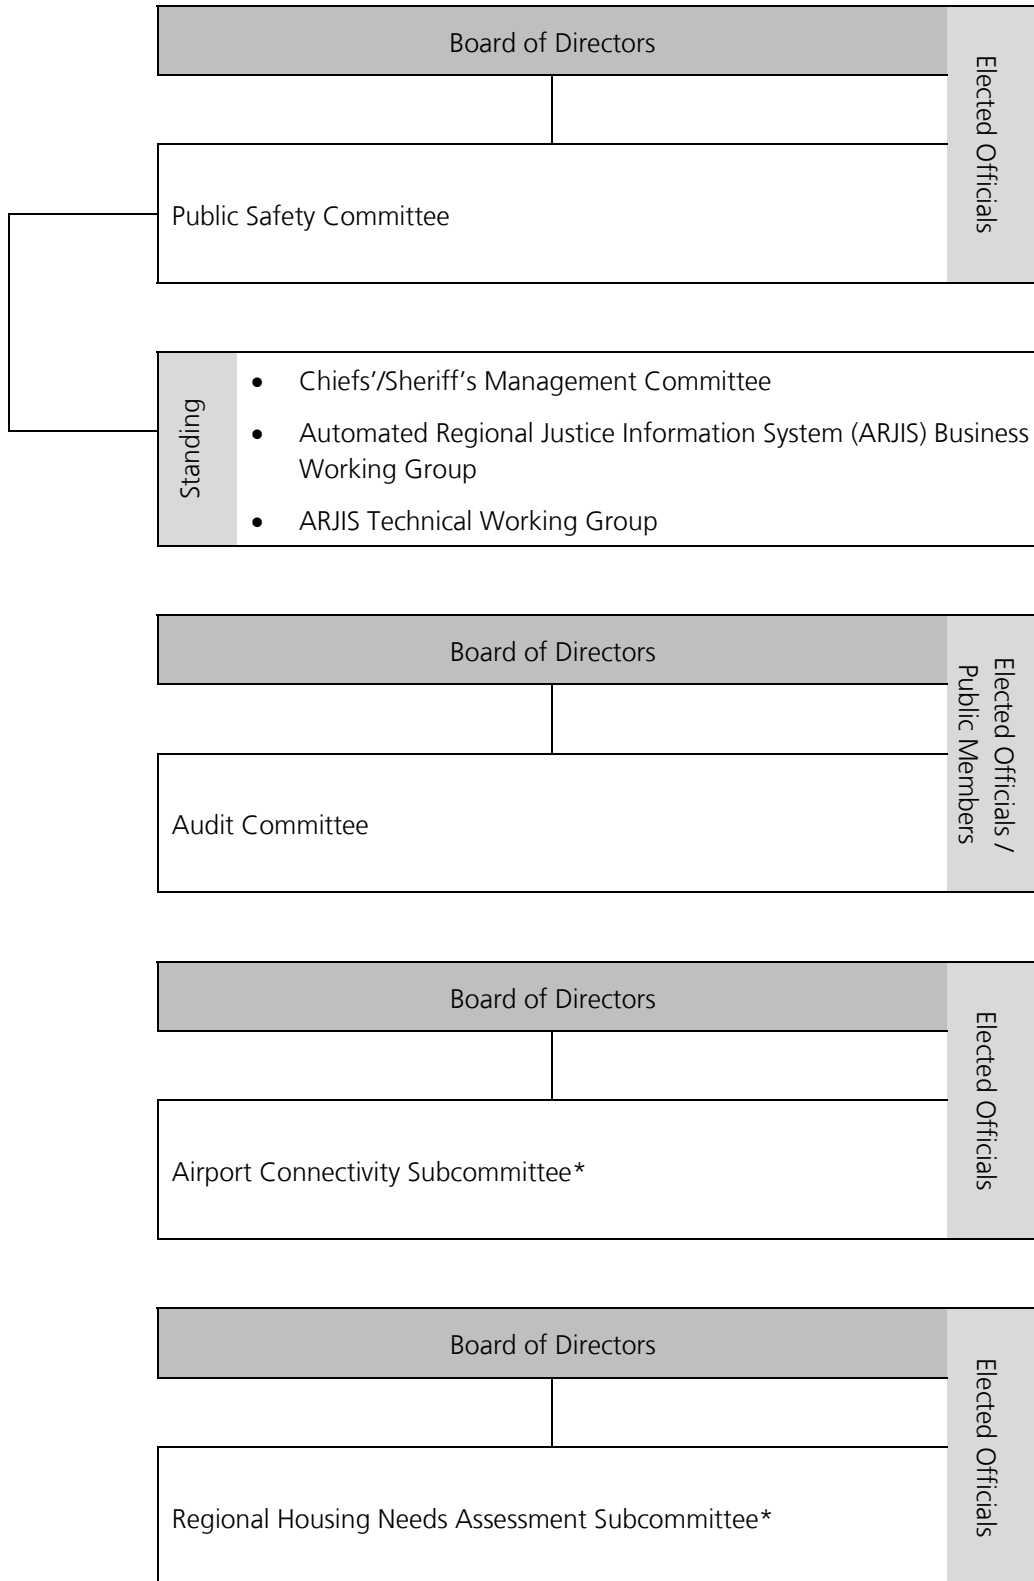 Board of Directors
Elected Officials
Public Safety Committee
Standing
• Chiefs’/Sheriff’s Management Committee
• Automated Regional Justice Information System (ARJIS) Business
Working Group
• ARJIS Technical Working Group
Board of Directors
Elected Officials /
Public Members
Audit Committee
Board of Directors
Elected Officials
Airport Connectivity Subcommittee*
Board of Directors
Elected Officials
Regional Housing Needs Assessment Subcommittee*